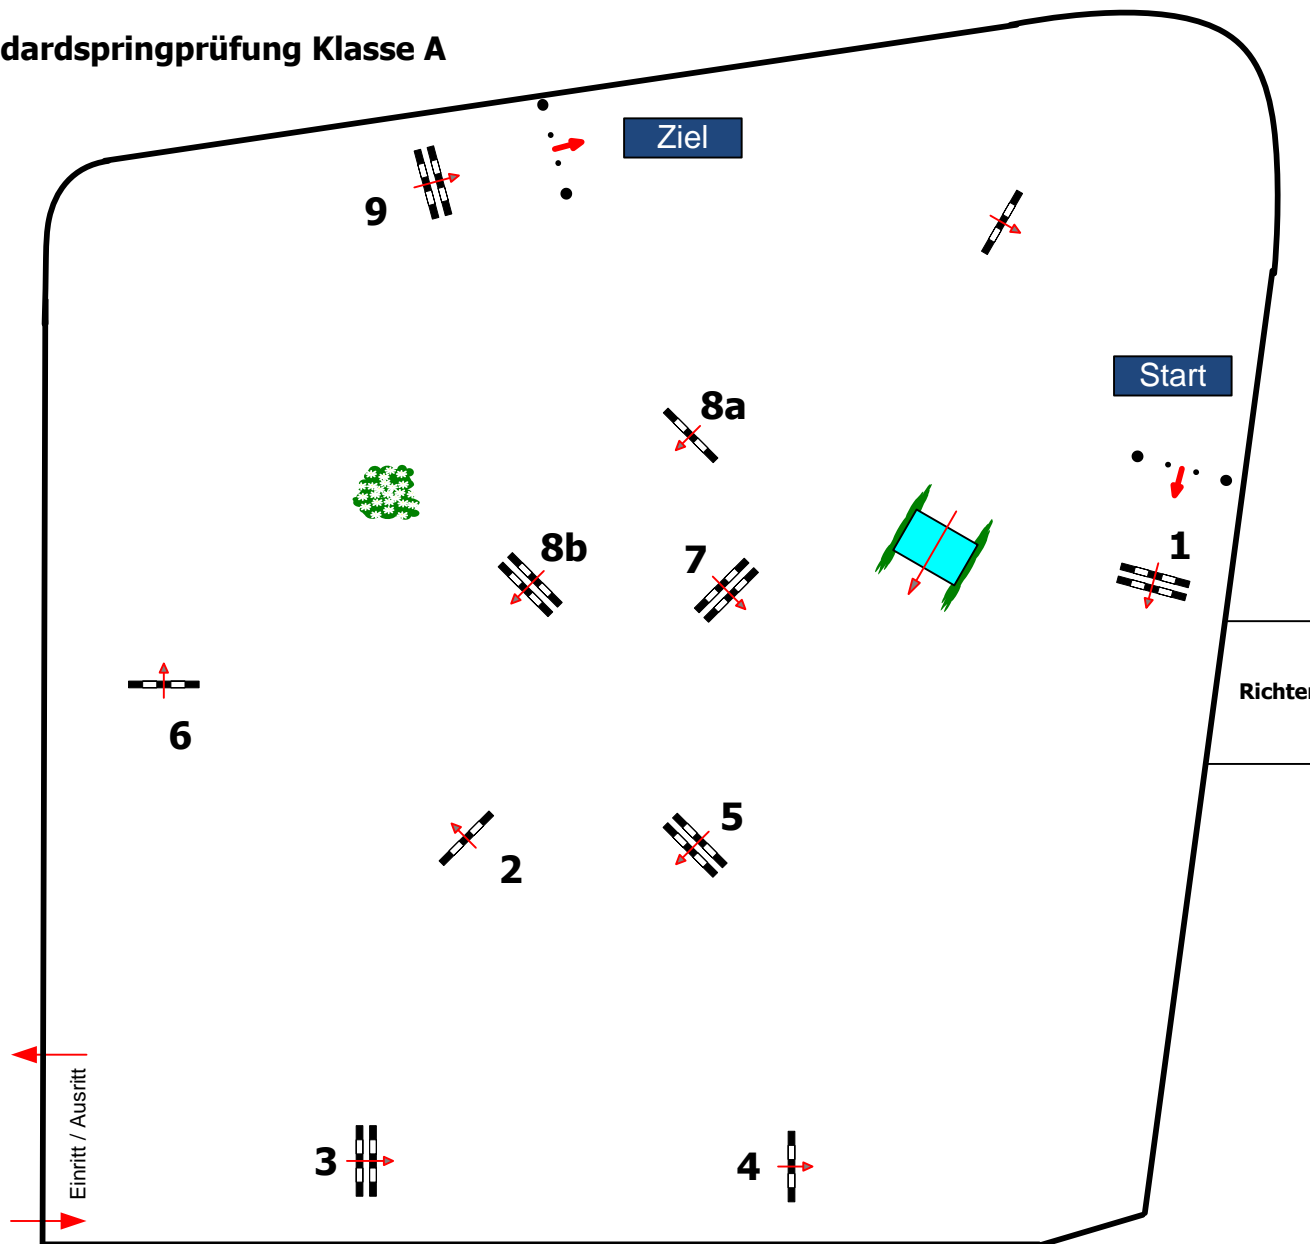 dardspringprüfung Klasse A
Ziel
9
Start
8a
1
8b
7
Richter
6
5
2
Einritt / Ausritt
3
4